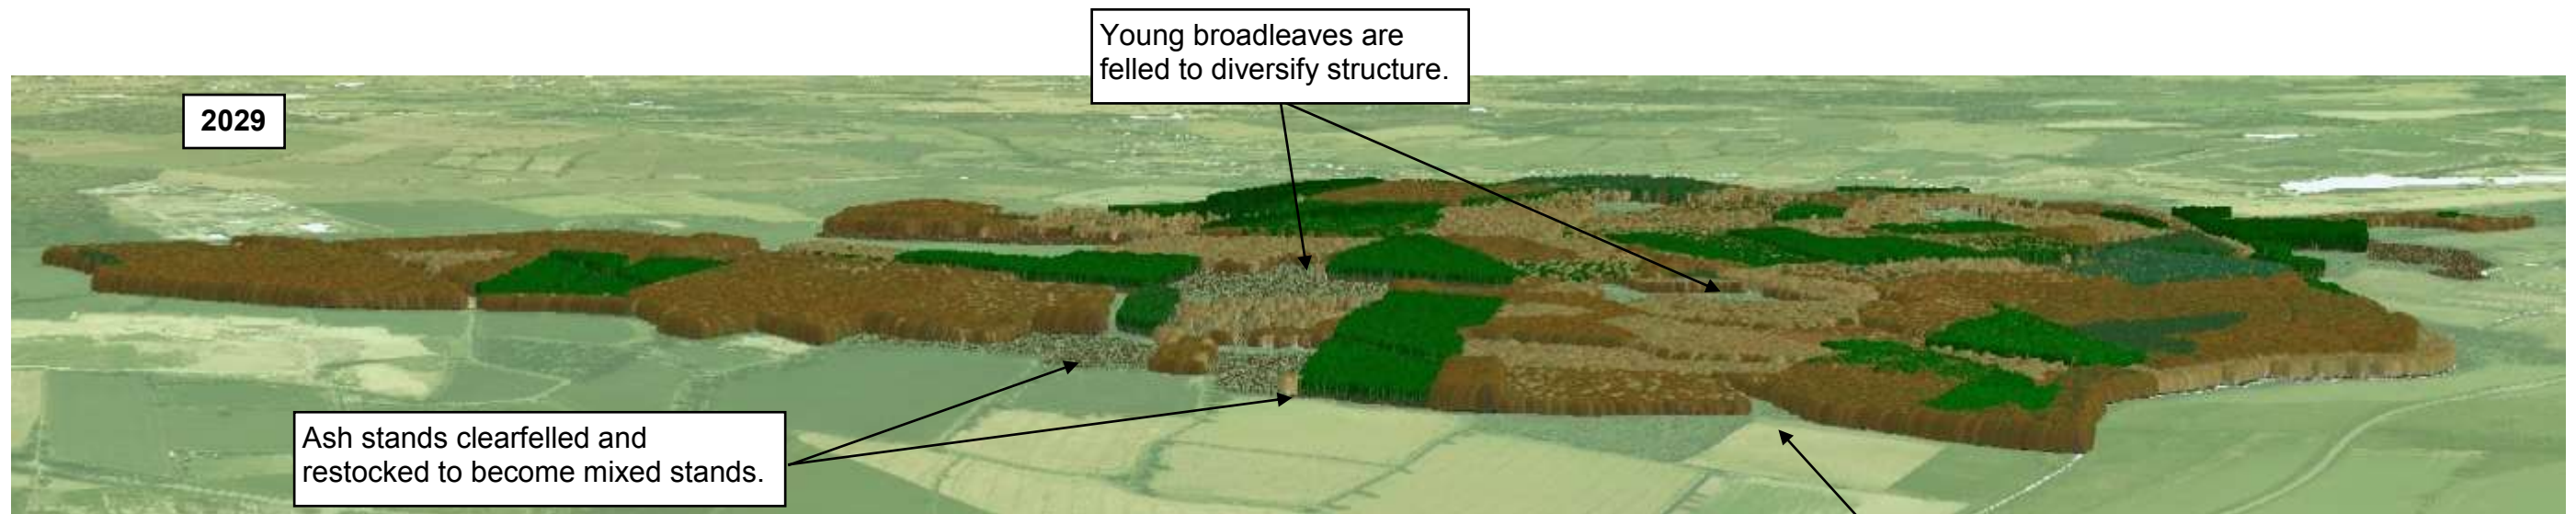 Young broadleaves are
felled to diversify structure.
2029
Ash stands clearfelled and
restocked to become mixed stands.